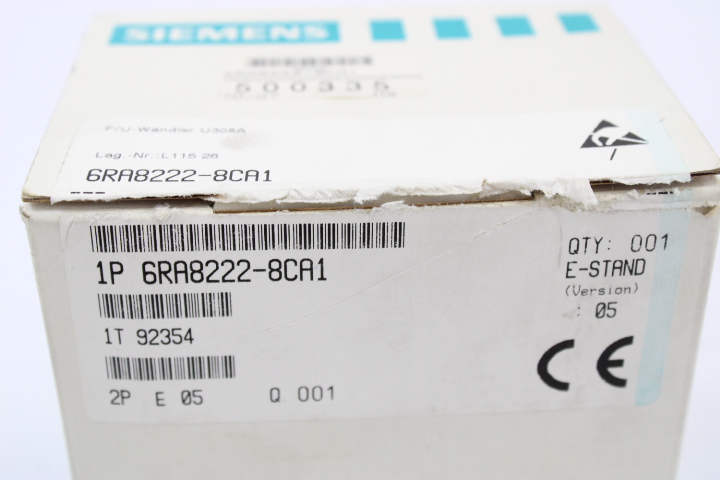 SIEMENS
500335
F/U-Wandler U308A
Lag.-Nr.:L115 26
6RA8222-8CA1
1P 6RA8222-8CA1
QTY: 001
E-STAND
(Version)
: 05
1T 92354
CE
2P E 05 Q 001